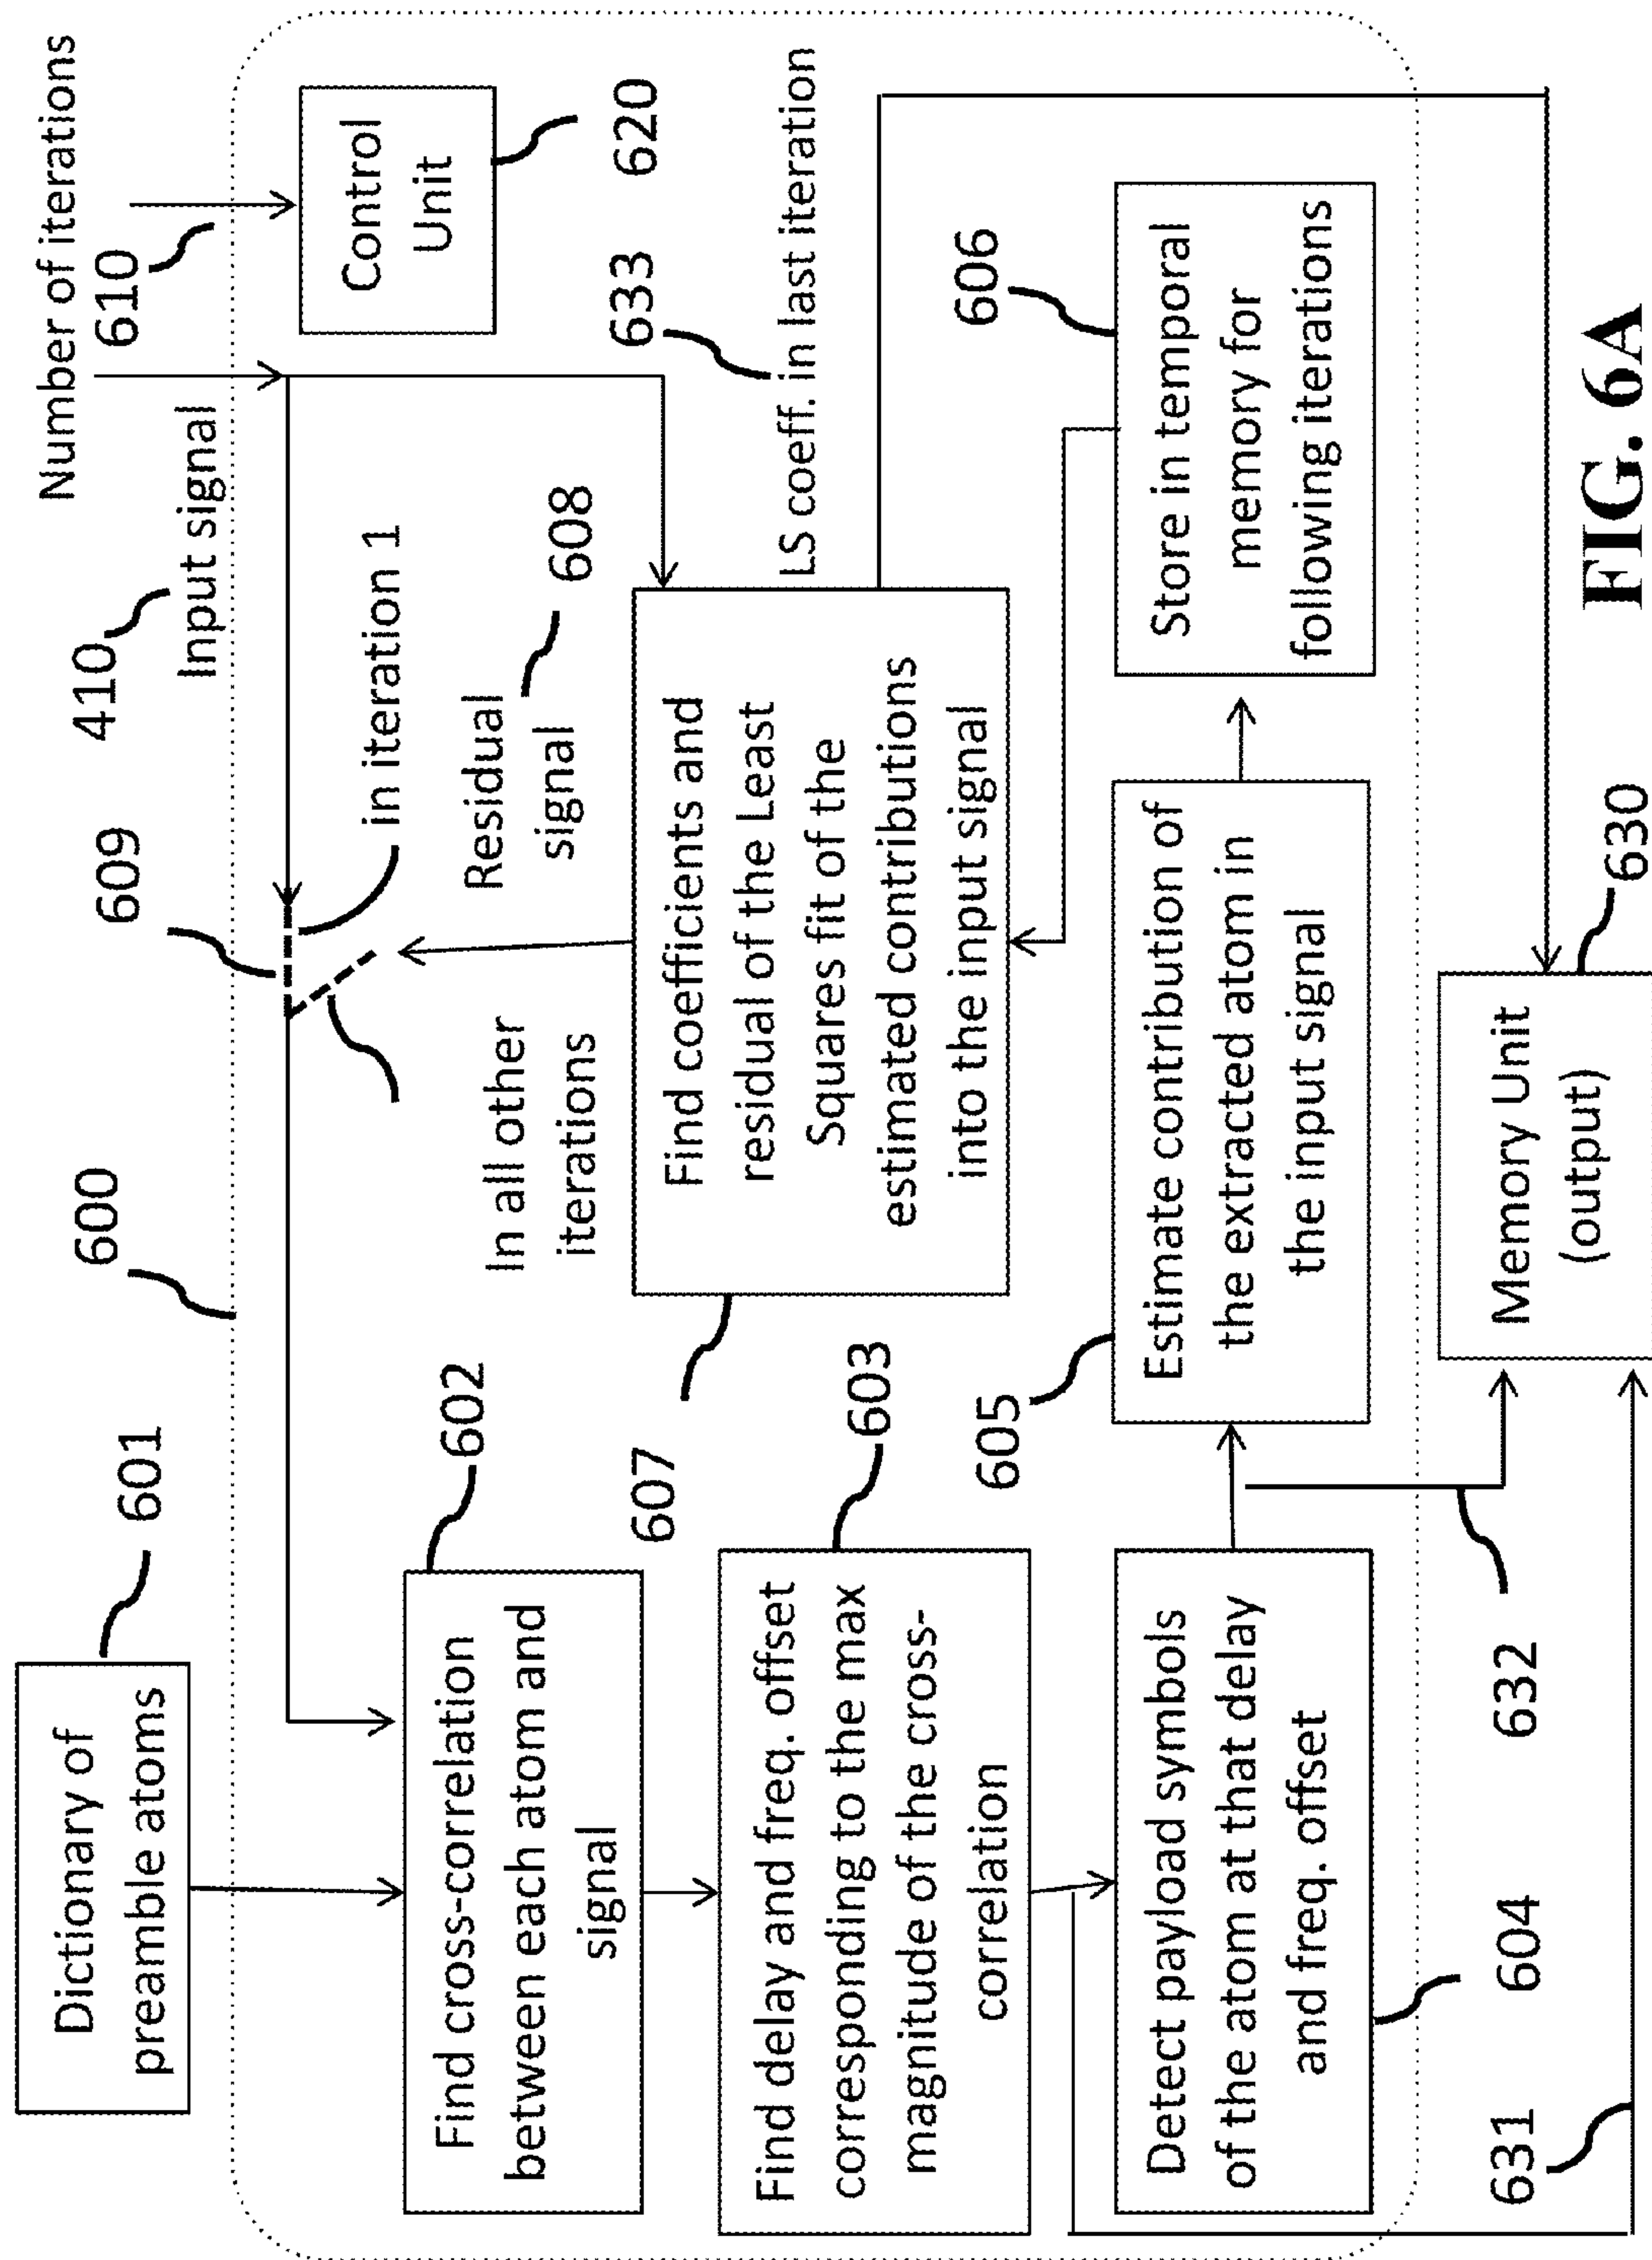 Number of iterations
610
410
Input signal
600
609
601
Dictionary of
preamble atoms
in iteration 1
Control
Unit
620
602
Find cross-correlation
between each atom and
signal
In all other
iterations
Residual
signal
608
633
LS coeff. in last iteration
607
Find coefficients and
residual of the Least
Squares fit of the
estimated contributions
into the input signal
603
Find delay and freq. offset
corresponding to the max
magnitude of the cross-
correlation
605
606
Detect payload symbols
of the atom at that delay
and freq. offset
604
Estimate contribution of
the extracted atom in
the input signal
Store in temporal
memory for
following iterations
631
632
Memory Unit
(output)
630
FIG. 6A